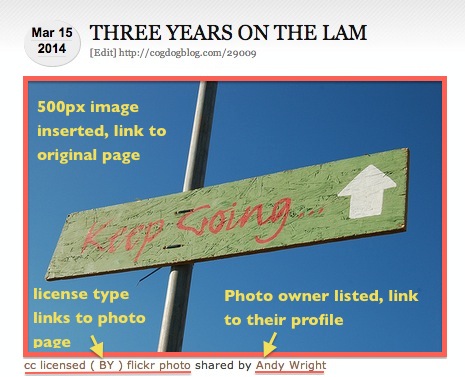 Mar 15
2014
THREE YEARS ON THE LAM
[Edit] http://cogdogblog.com/29009
500px image
inserted, link to
original page
Keep Going...
license type
links to photo
page
Photo owner listed, link
to their profile
cc licensed ( BY ) flickr photo shared by Andy Wright